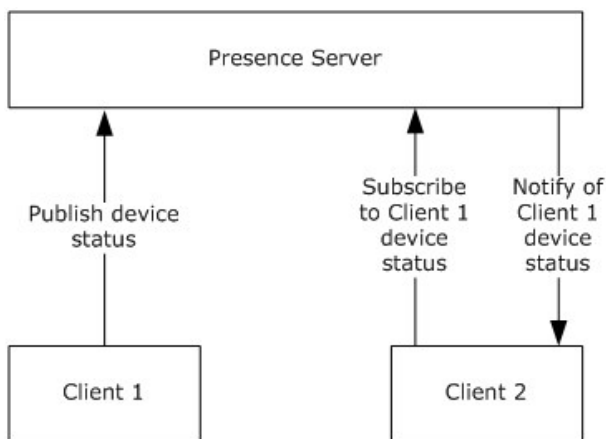 Presence Server
Publish device
status
Subscribe
to Client 1
device
status
Notify of
Client 1
device
status
Client 1
Client 2